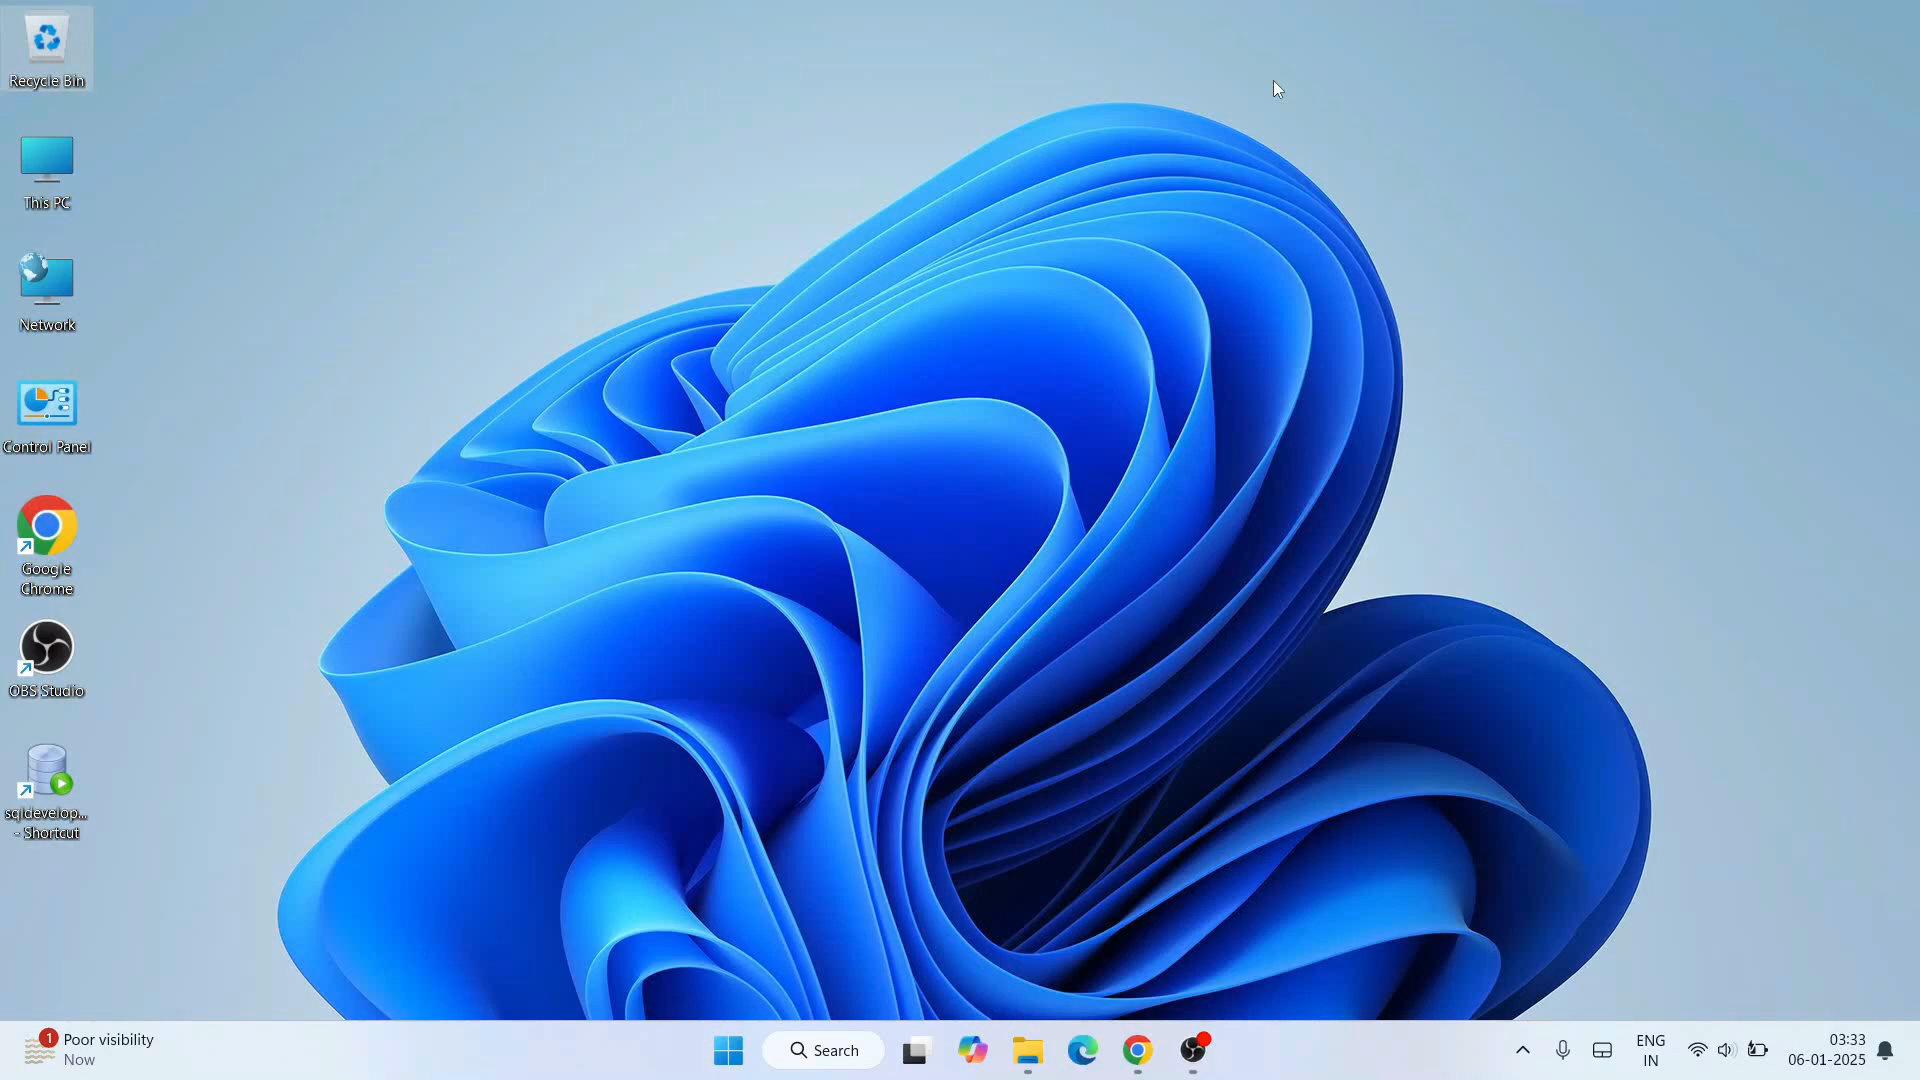 Recycle Bin
This PC
Network
Control Panel
Google
Chrome
OBS Studio
sqldevelop...
- Shortcut
1
Poor visibility
Now
Search
ENG
IN
03:33
06-01-2025